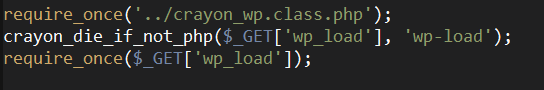 require_once('../crayon_wp.class.php');
crayon_die_if_not_php($_GET['wp_load'], 'wp-load');
require_once($_GET['wp_load']);